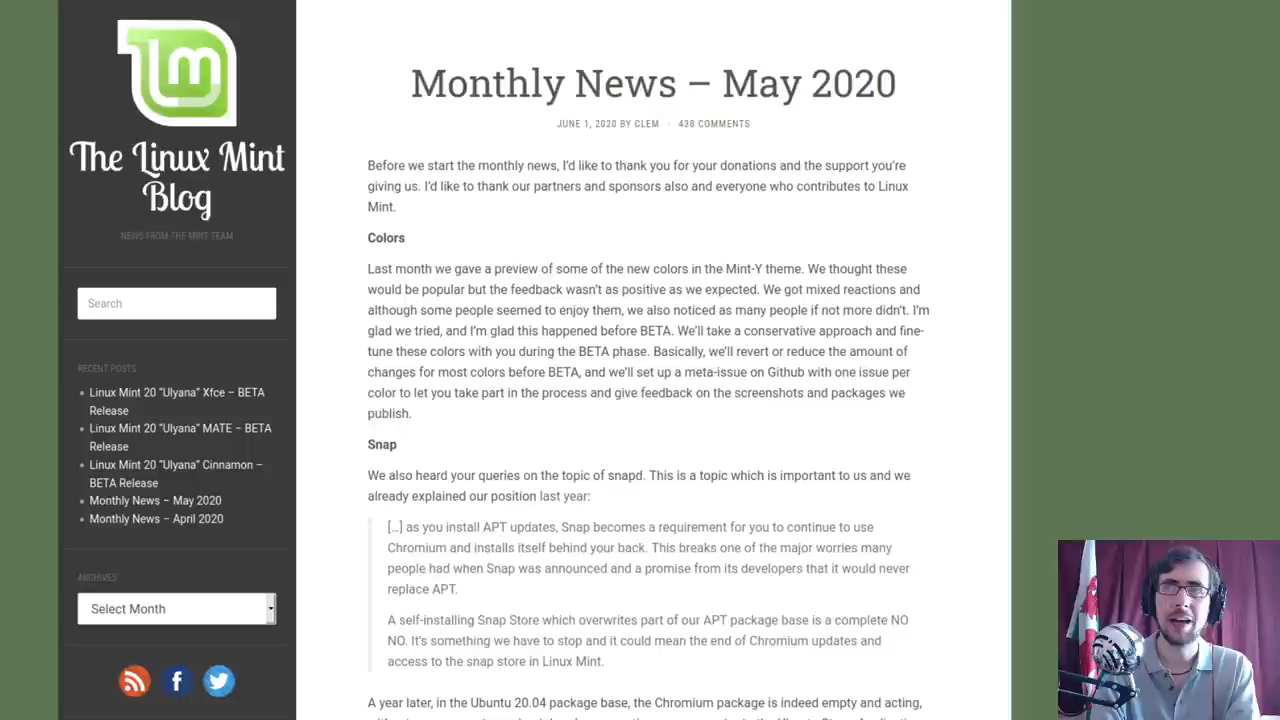 lm
The Linux Mint
Blog
NEWS FROM THE MINT TEAM
Search
RECENT POSTS
Linux Mint 20 “Ulyana” Xfce – BETA
Release
Linux Mint 20 “Ulyana” MATE – BETA
Release
Linux Mint 20 “Ulyana” Cinnamon –
BETA Release
Monthly News – May 2020
Monthly News – April 2020
ARCHIVES
Select Month
Monthly News – May 2020
JUNE 1, 2020 BY CLEM · 438 COMMENTS
Before we start the monthly news, I’d like to thank you for your donations and the support you’re
giving us. I’d like to thank our partners and sponsors also and everyone who contributes to Linux
Mint.
Colors
Last month we gave a preview of some of the new colors in the Mint-Y theme. We thought these
would be popular but the feedback wasn’t as positive as we expected. We got mixed reactions and
although some people seemed to enjoy them, we also noticed as many people if not more didn’t. I’m
glad we tried, and I’m glad this happened before BETA. We’ll take a conservative approach and fine-
tune these colors with you during the BETA phase. Basically, we’ll revert or reduce the amount of
changes for most colors before BETA, and we’ll set up a meta-issue on Github with one issue per
color to let you take part in the process and give feedback on the screenshots and packages we
publish.
Snap
We also heard your queries on the topic of snapd. This is a topic which is important to us and we
already explained our position last year:
[…] as you install APT updates, Snap becomes a requirement for you to continue to use
Chromium and installs itself behind your back. This breaks one of the major worries many
people had when Snap was announced and a promise from its developers that it would never
replace APT.
A self-installing Snap Store which overwrites part of our APT package base is a complete NO
NO. It’s something we have to stop and it could mean the end of Chromium updates and
access to the snap store in Linux Mint.
A year later, in the Ubuntu 20.04 package base, the Chromium package is indeed empty and acting,